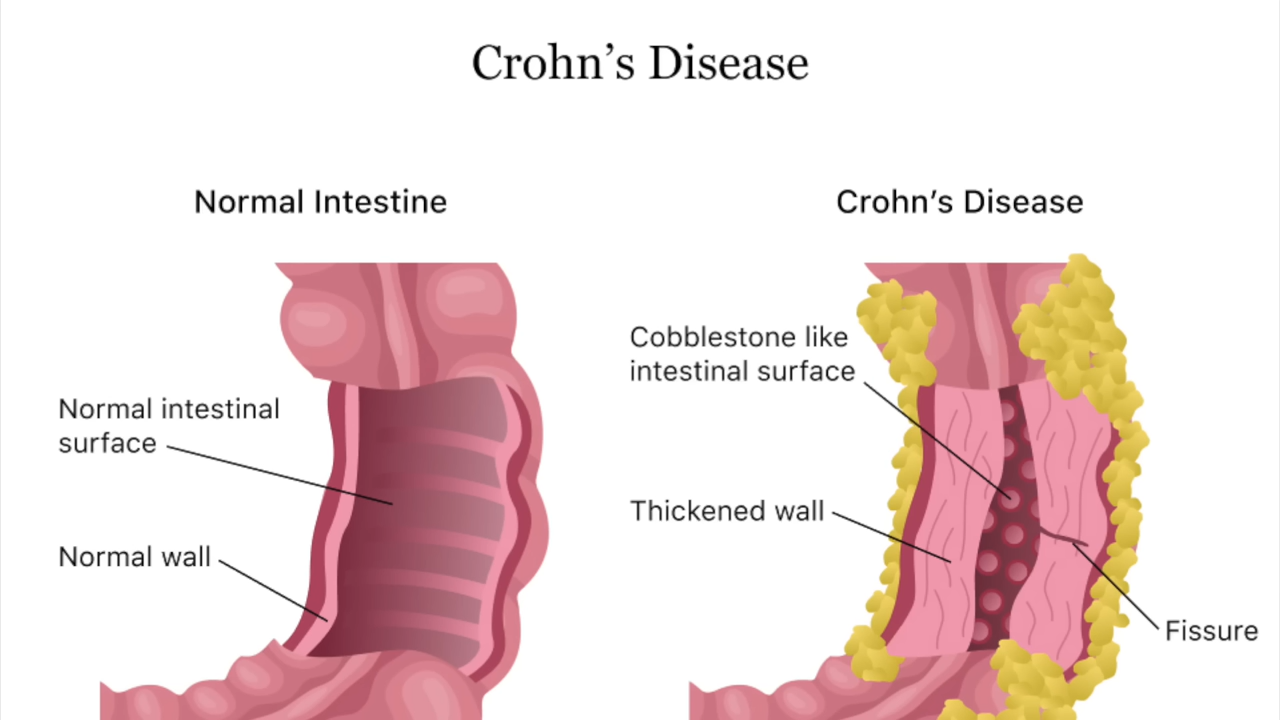 Crohn’s Disease
Normal Intestine
Normal intestinal
surface
Normal wall
Crohn’s Disease
Cobblestone like
intestinal surface
Thickened wall
Fissure